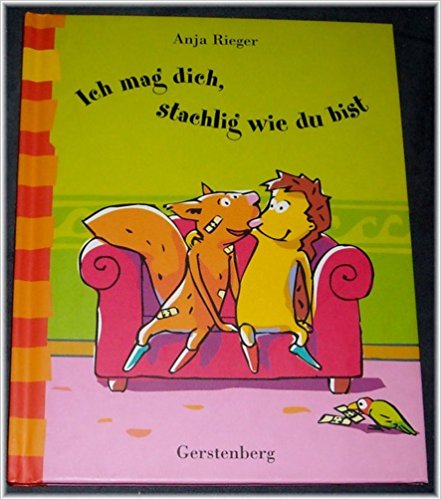 Anja Rieger
Ich mag dich,
stachlig wie du bist
Gerstenberg